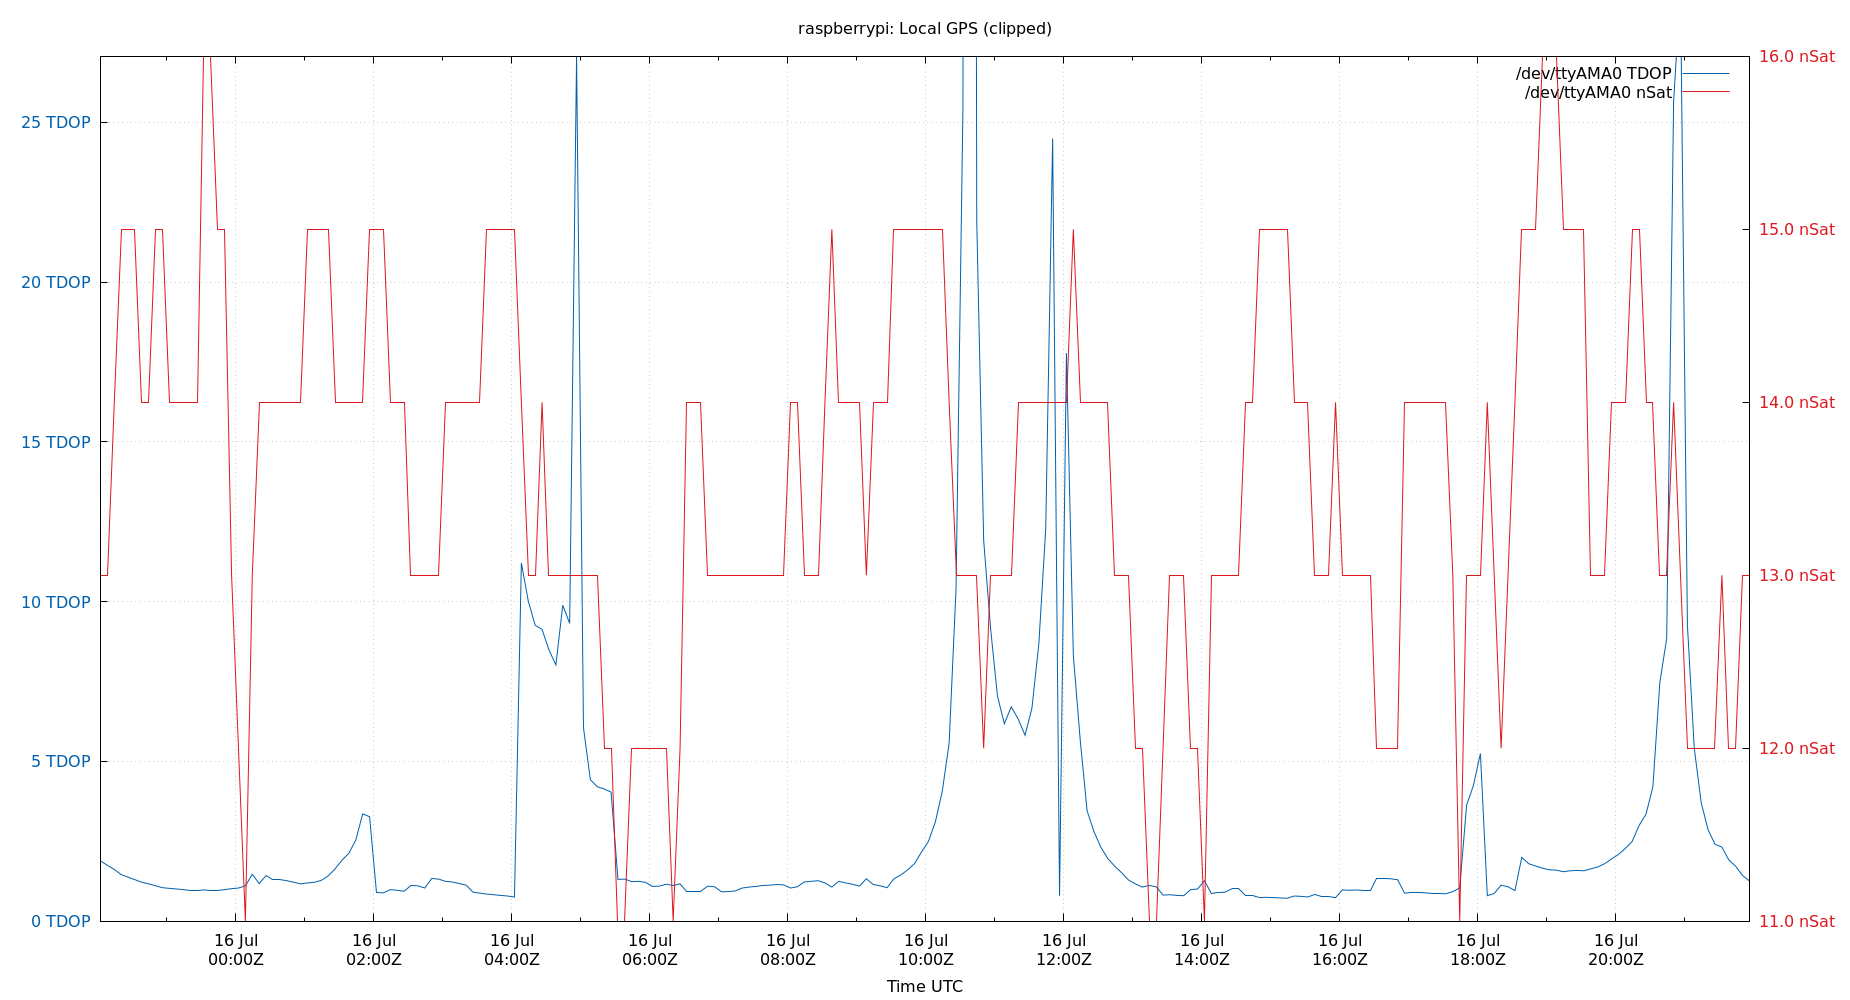 raspberrypi: Local GPS (clipped)
16.0 nSat
/dev/ttyAMA0 TDOP
/dev/ttyAMA0 nSat
25 TDOP
15.0 nSat
20 TDOP
14.0 nSat
15 TDOP
13.0 nSat
10 TDOP
12.0 nSat
5 TDOP
0 TDOP
11.0 nSat
16 Jul 16 Jul 16 Jul 16 Jul 16 Jul 16 Jul 16 Jul 16 Jul 16 Jul 16 Jul 16 Jul
00:00Z 02:00Z 04:00Z 06:00Z 08:00Z 10:00Z 12:00Z 14:00Z 16:00Z 18:00Z 20:00Z
Time UTC